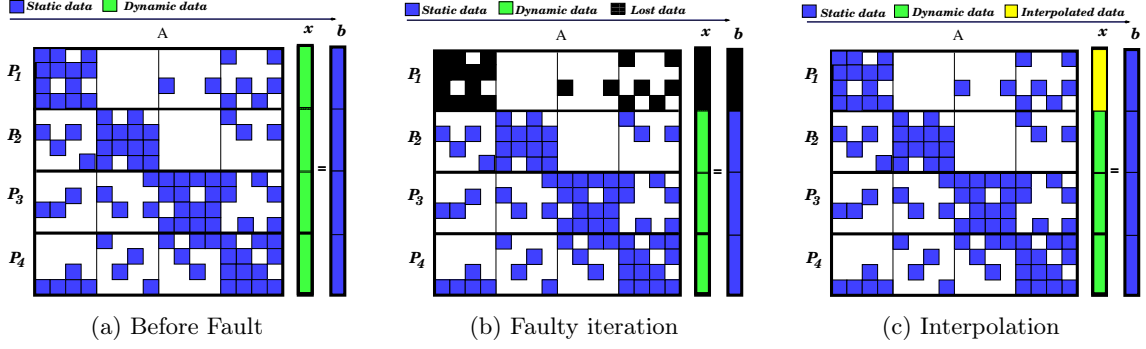 Static data Dynamic data
A x b
P1
P2
P3
P4
=
(a) Before Fault
Static data Dynamic data Lost data
A x b
P1
P2
P3
P4
=
(b) Faulty iteration
Static data Dynamic data Interpolated data
A x b
P1
P2
P3
P4
=
(c) Interpolation